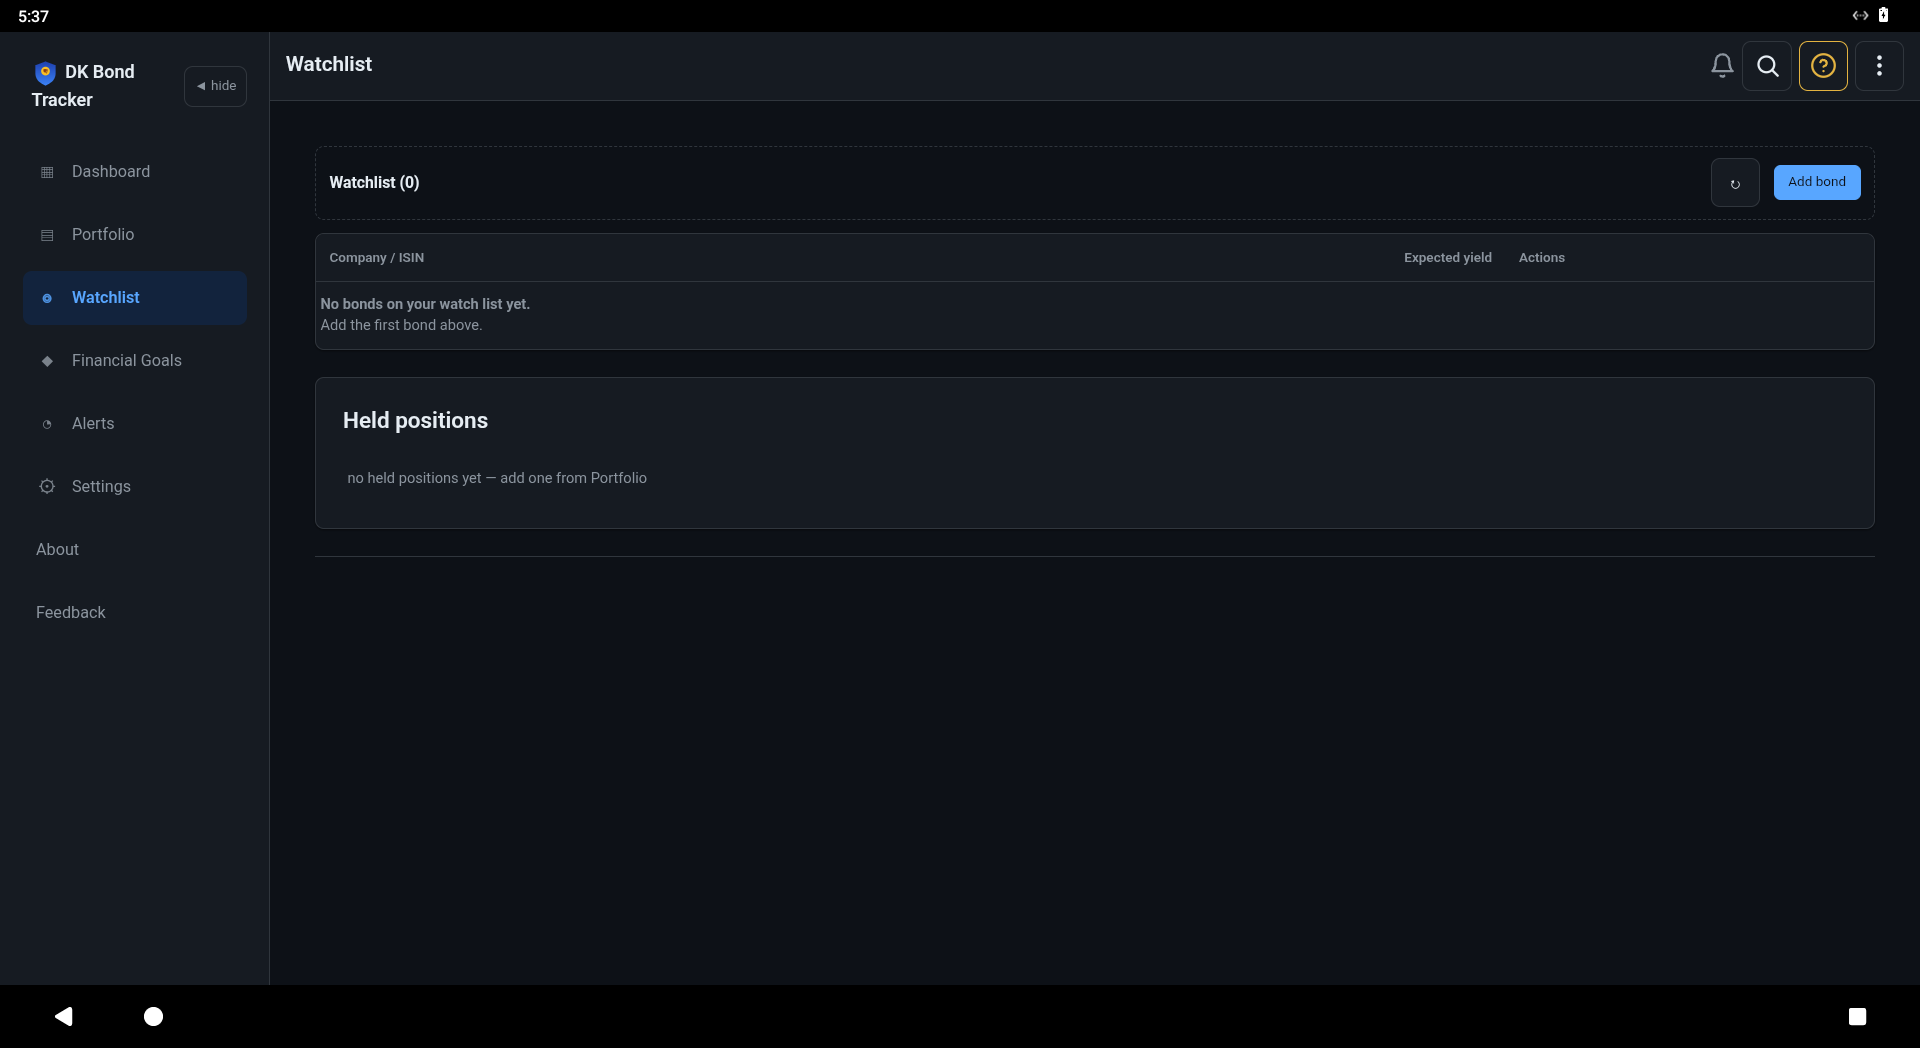 5:37
DK Bond
Tracker
◄ hide
Watchlist
Dashboard
Portfolio
Watchlist
Financial Goals
Alerts
Settings
About
Feedback
Watchlist (0)
Add bond
Company / ISIN
Expected yield
Actions
No bonds on your watch list yet.
Add the first bond above.
Held positions
no held positions yet — add one from Portfolio